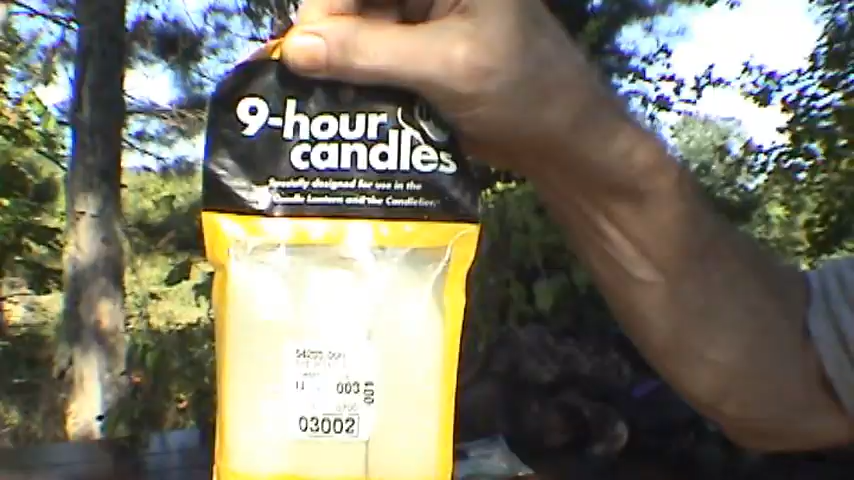 9-hour
candles
Specially designed for use in the
Candle Lantern and the Candlelier
003
001
03002